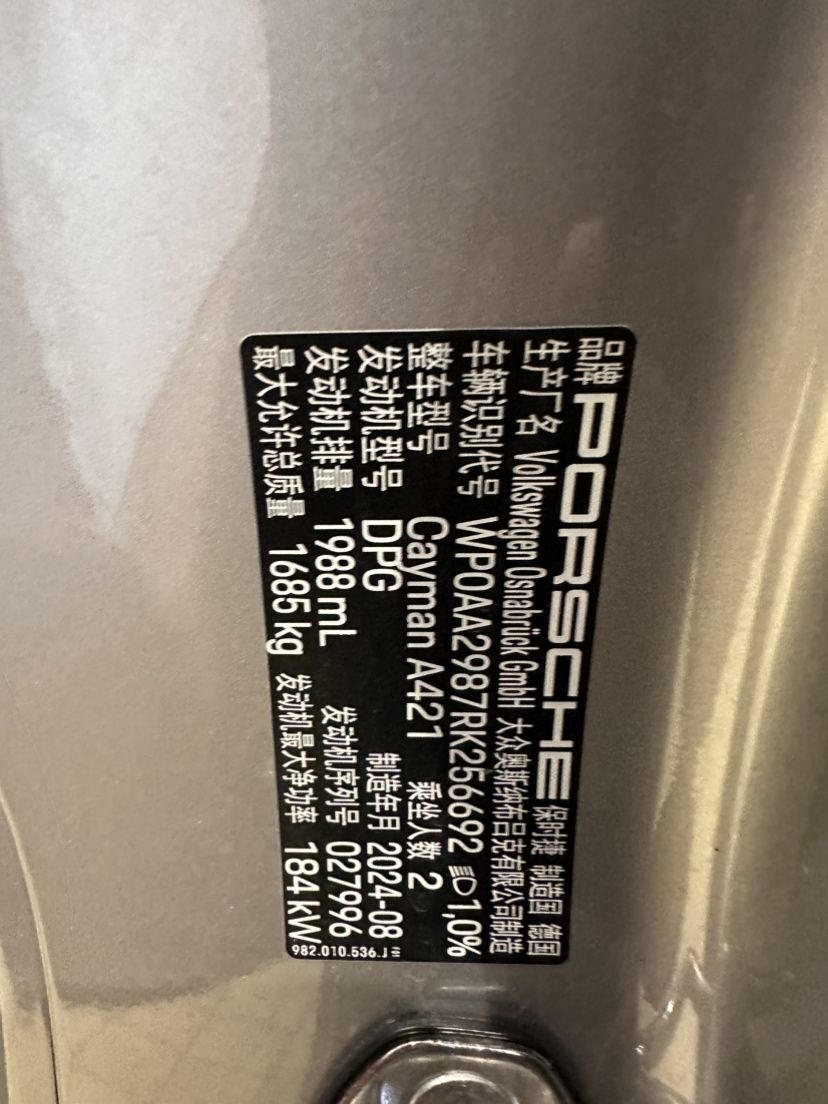 品牌 PORSCHE 保时捷 制造国 德国
生产厂名 Volkswagen Osnabrück GmbH 大众奥斯纳布吕克有限公司制造
车辆识别代号 WP0AA2987RK256692 1,0%
整车型号 Cayman A421 乘坐人数 2
发动机型号 DPG 制造年月 2024-08
发动机排量 1988 mL 发动机序列号 027996
最大允许总质量 1685 kg 发动机最大净功率 184 kW
982.010.536.J